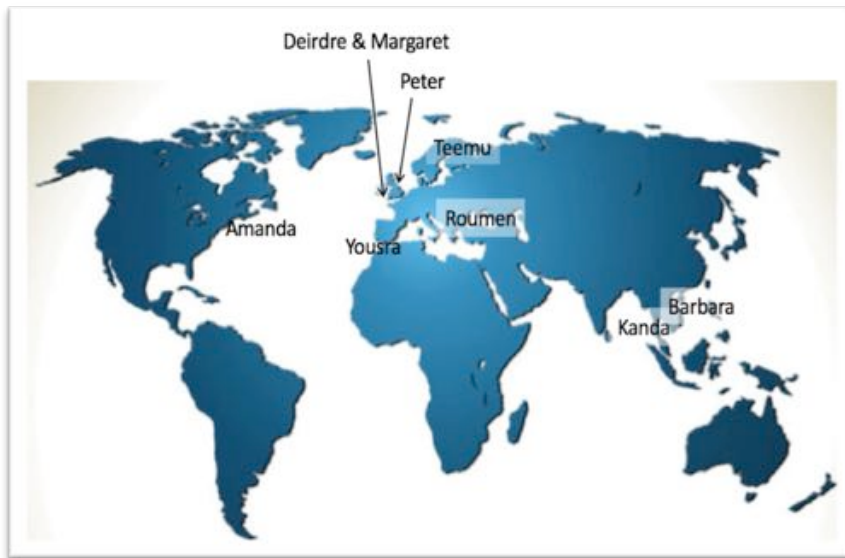 Deirdre & Margaret
Peter
Teemu
Amanda
Roumen
Yousra
Barbara
Kanda